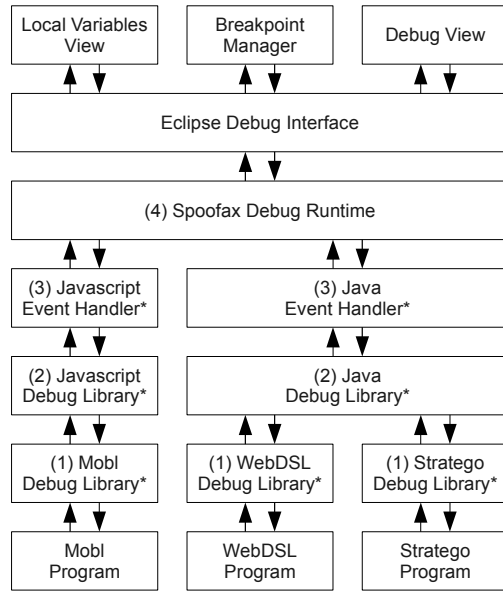 Local Variables
View
Breakpoint
Manager
Debug View
Eclipse Debug Interface
(4) Spoofax Debug Runtime
(3) Javascript
Event Handler*
(3) Java
Event Handler*
(2) Javascript
Debug Library*
(2) Java
Debug Library*
(1) Mobl
Debug Library*
(1) WebDSL
Debug Library*
(1) Stratego
Debug Library*
Mobl
Program
WebDSL
Program
Stratego
Program